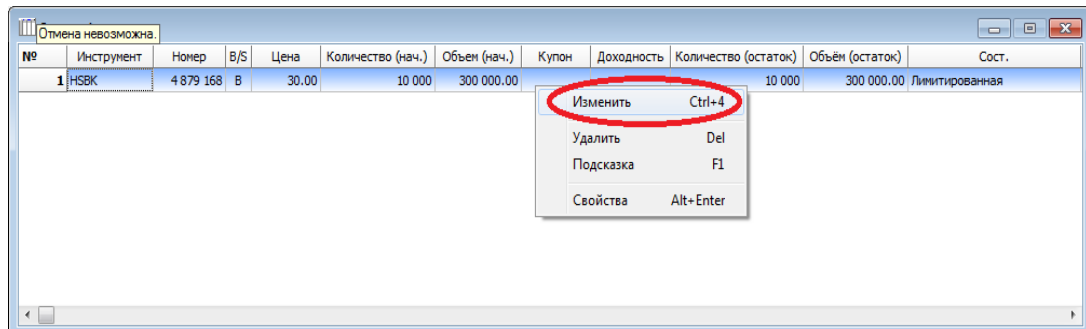 Отмена невозможна.
№ Инструмент Номер B/S Цена Количество (нач.) Объем (нач.) Купон Доходность Количество (остаток) Объём (остаток) Сост.
1 HSBK 4 879 168 B 30.00 10 000 300 000.00 10 000 300 000.00 Лимитированная
Изменить Ctrl+4
Удалить Del
Подсказка F1
Свойства Alt+Enter